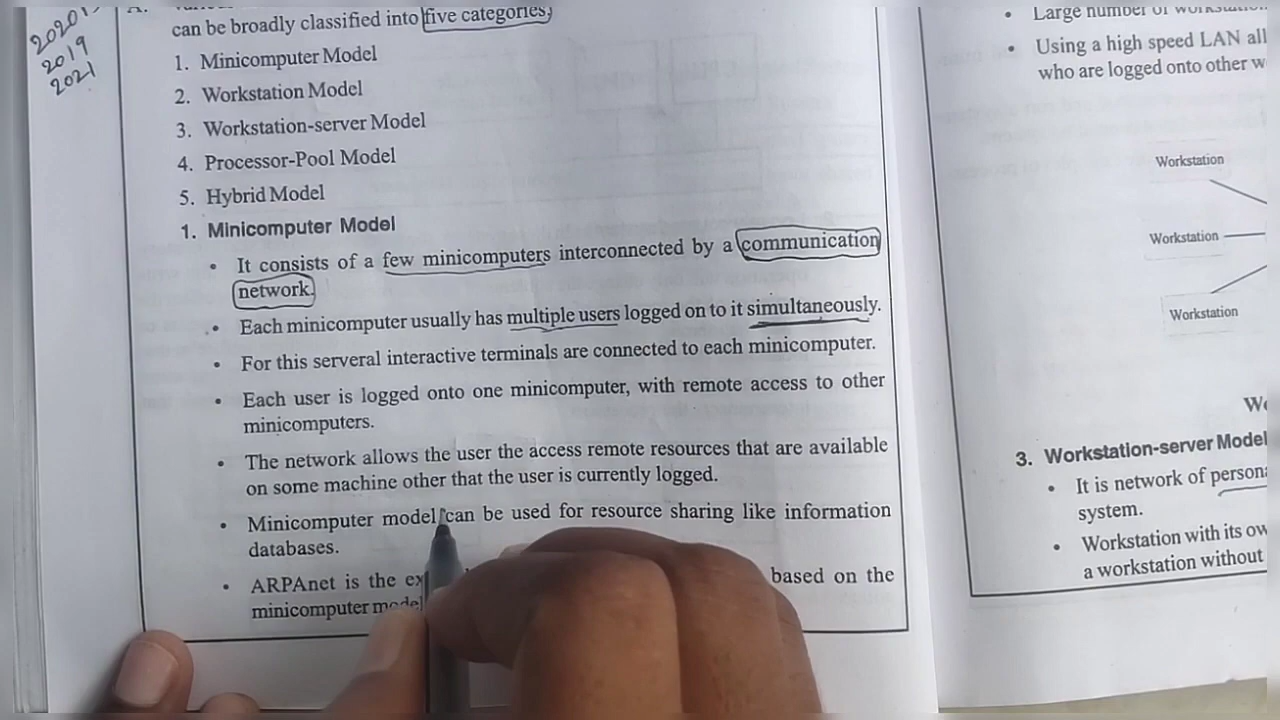 2020
2019
2021
can be broadly classified into five categories,
1. Minicomputer Model
2. Workstation Model
3. Workstation-server Model
4. Processor-Pool Model
5. Hybrid Model
1. Minicomputer Model
• It consists of a few minicomputers interconnected by a communication
network.
• Each minicomputer usually has multiple users logged on to it simultaneously.
• For this serveral interactive terminals are connected to each minicomputer.
• Each user is logged onto one minicomputer, with remote access to other
minicomputers.
• The network allows the user the access remote resources that are available
on some machine other that the user is currently logged.
• Minicomputer model can be used for resource sharing like information
databases.
• ARPAnet is the based on the
minicomputer model
• Large number of
• Using a high speed LAN all
who are logged onto other
Workstation
Workstation
Workstation
3. Workstation-server Model
• It is network of
system.
• Workstation with its
a workstation without